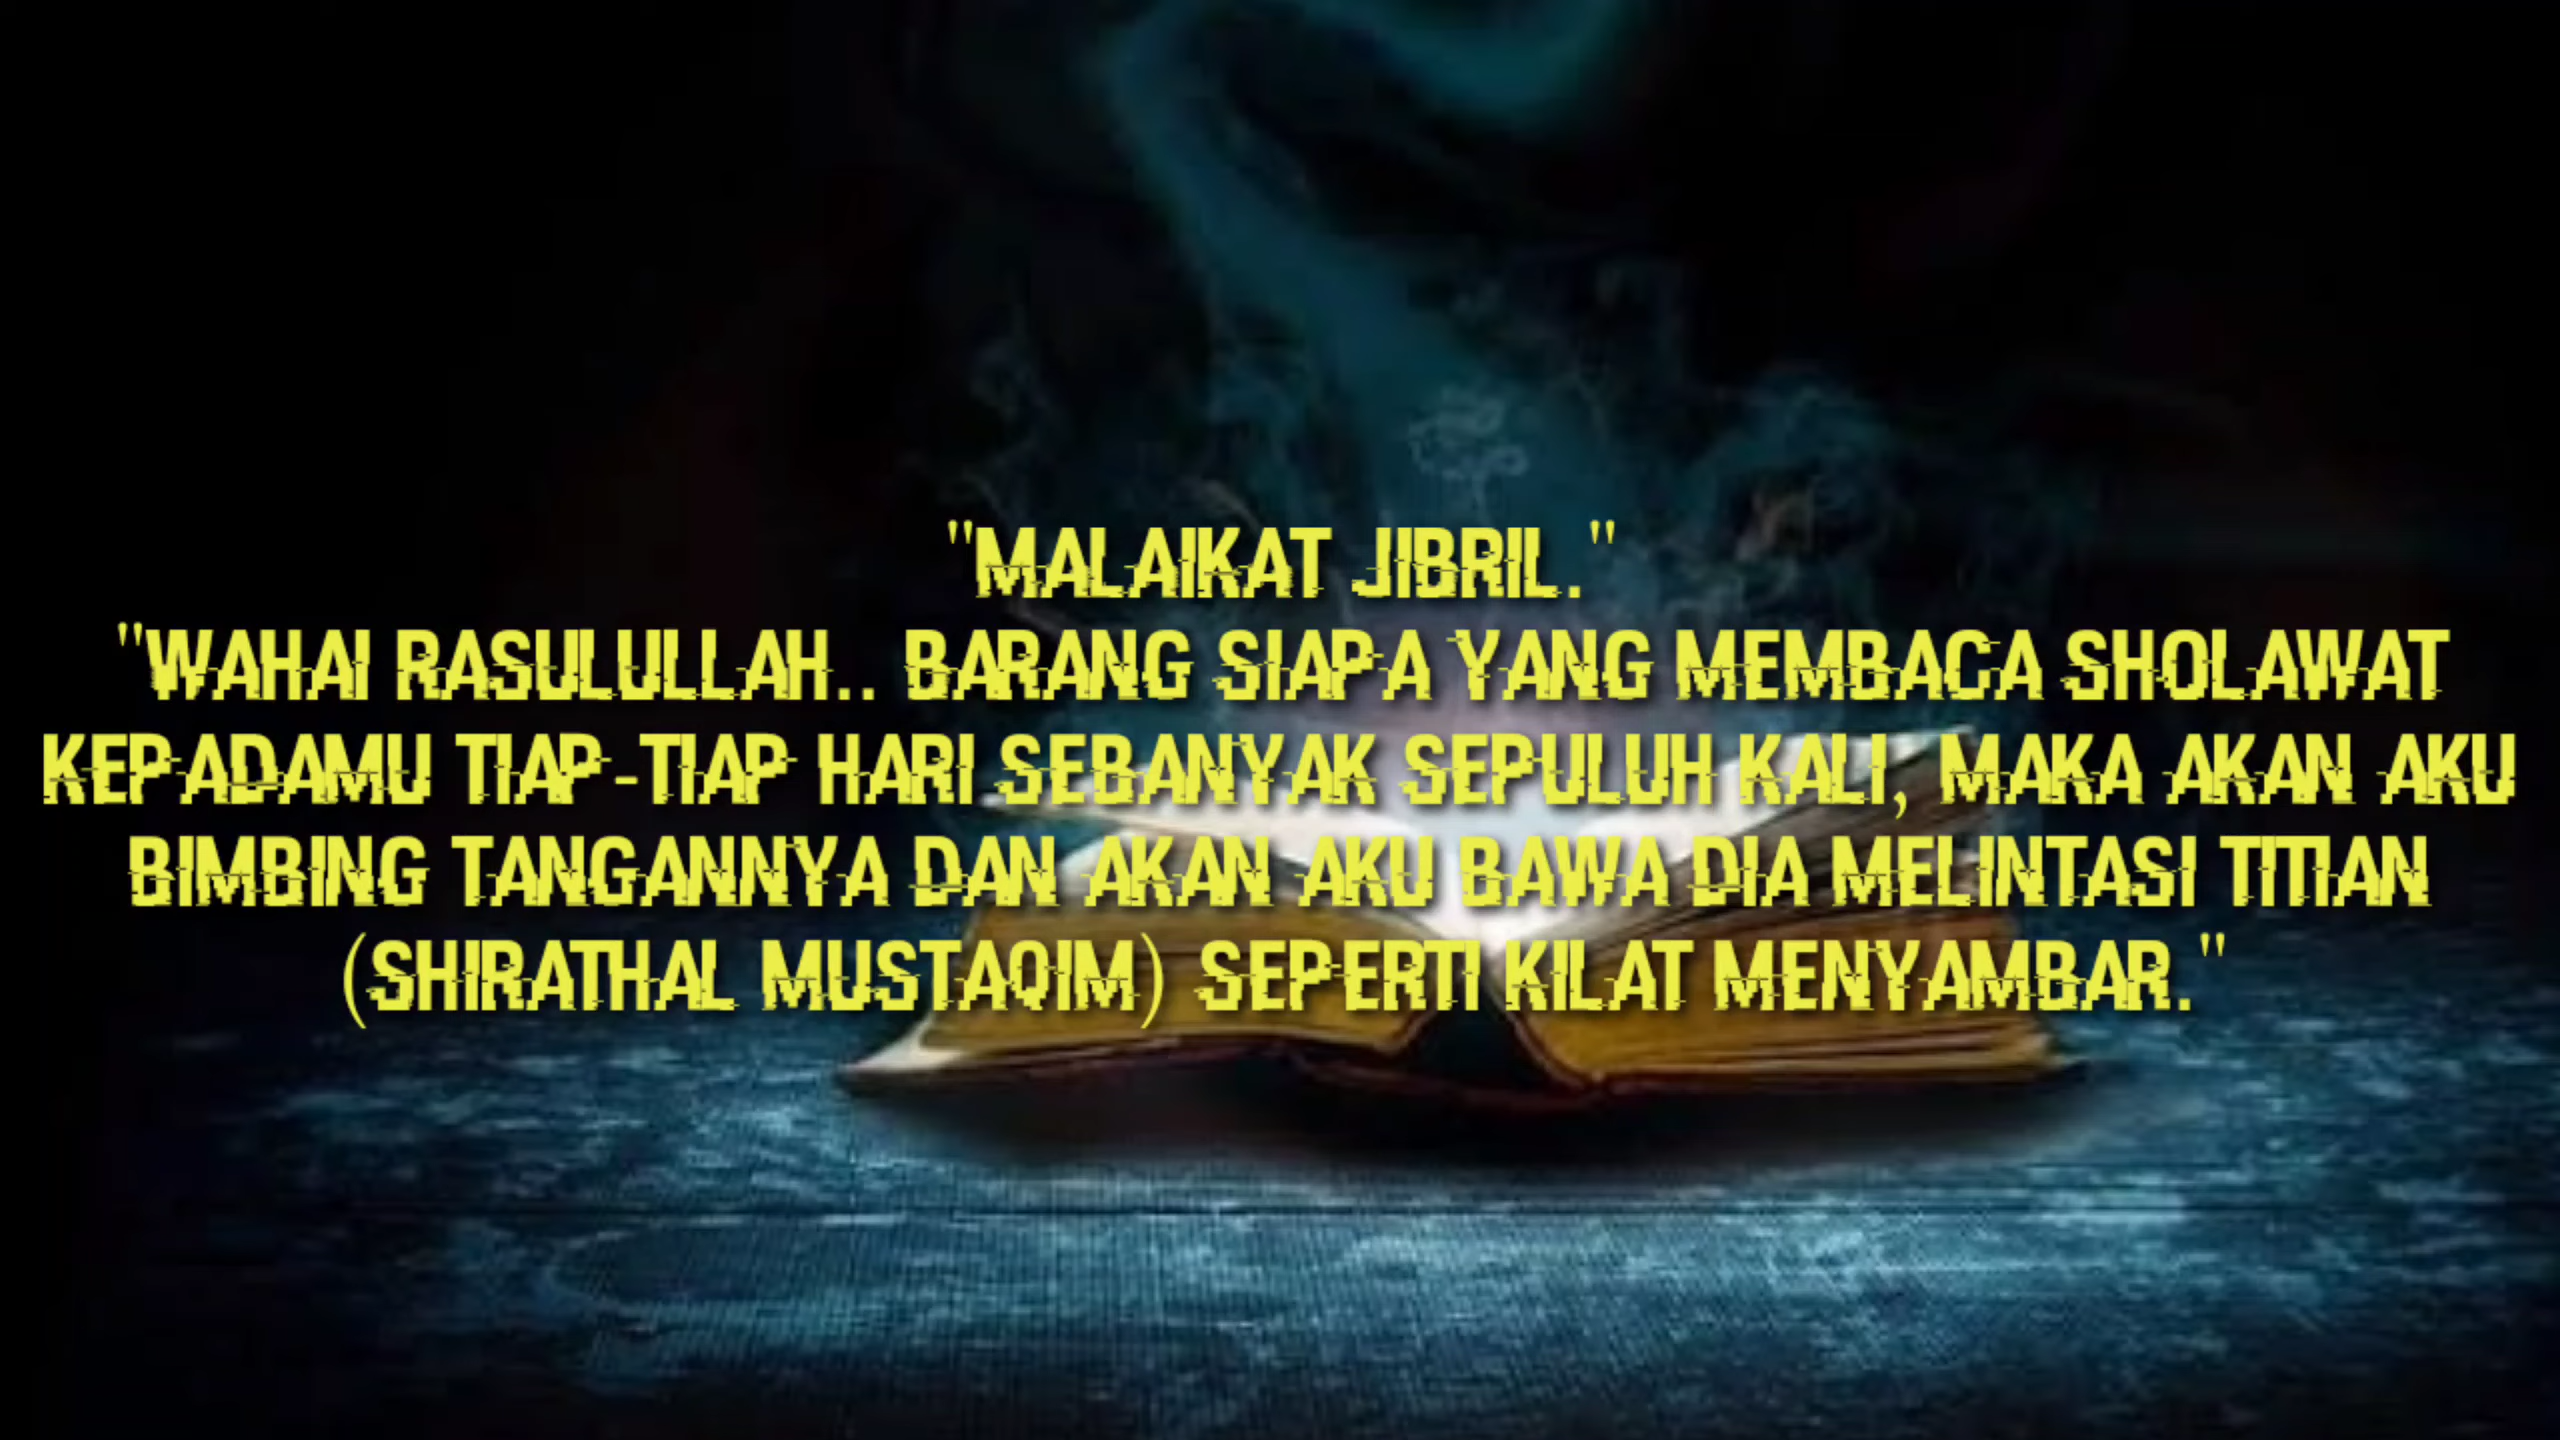 "MALAIKAT JIBRIL."
"WAHAI RASULULLAH.. BARANG SIAPA YANG MEMBACA SHOLAWAT
KEPADAMU TIAP-TIAP HARI SEBANYAK SEPULUH KALI, MAKA AKAN AKU
BIMBING TANGANNYA DAN AKAN AKU BAWA DIA MELINTASI TITIAN
(SHIRATHAL MUSTAQIM) SEPERTI KILAT MENYAMBAR."